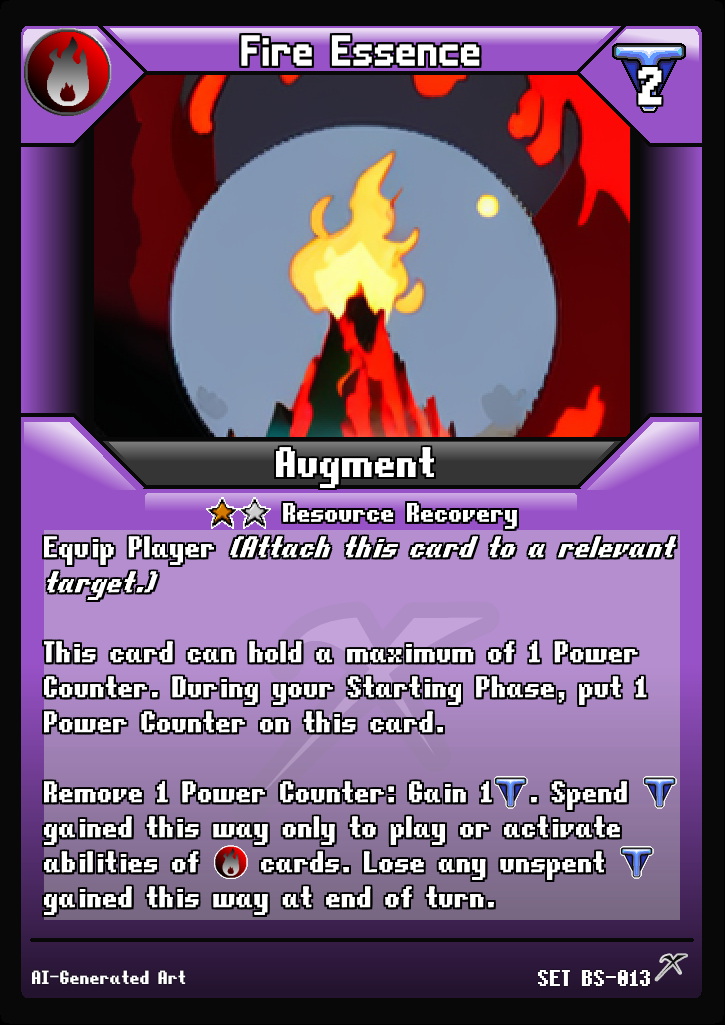 Fire Essence
2
Augment
Resource Recovery
Equip Player (Attach this card to a relevant
target.)
This card can hold a maximum of 1 Power
Counter. During your Starting Phase, put 1
Power Counter on this card.
Remove 1 Power Counter: Gain 1 . Spend
gained this way only to play or activate
abilities of cards. Lose any unspent
gained this way at end of turn.
AI-Generated Art
SET BS-013